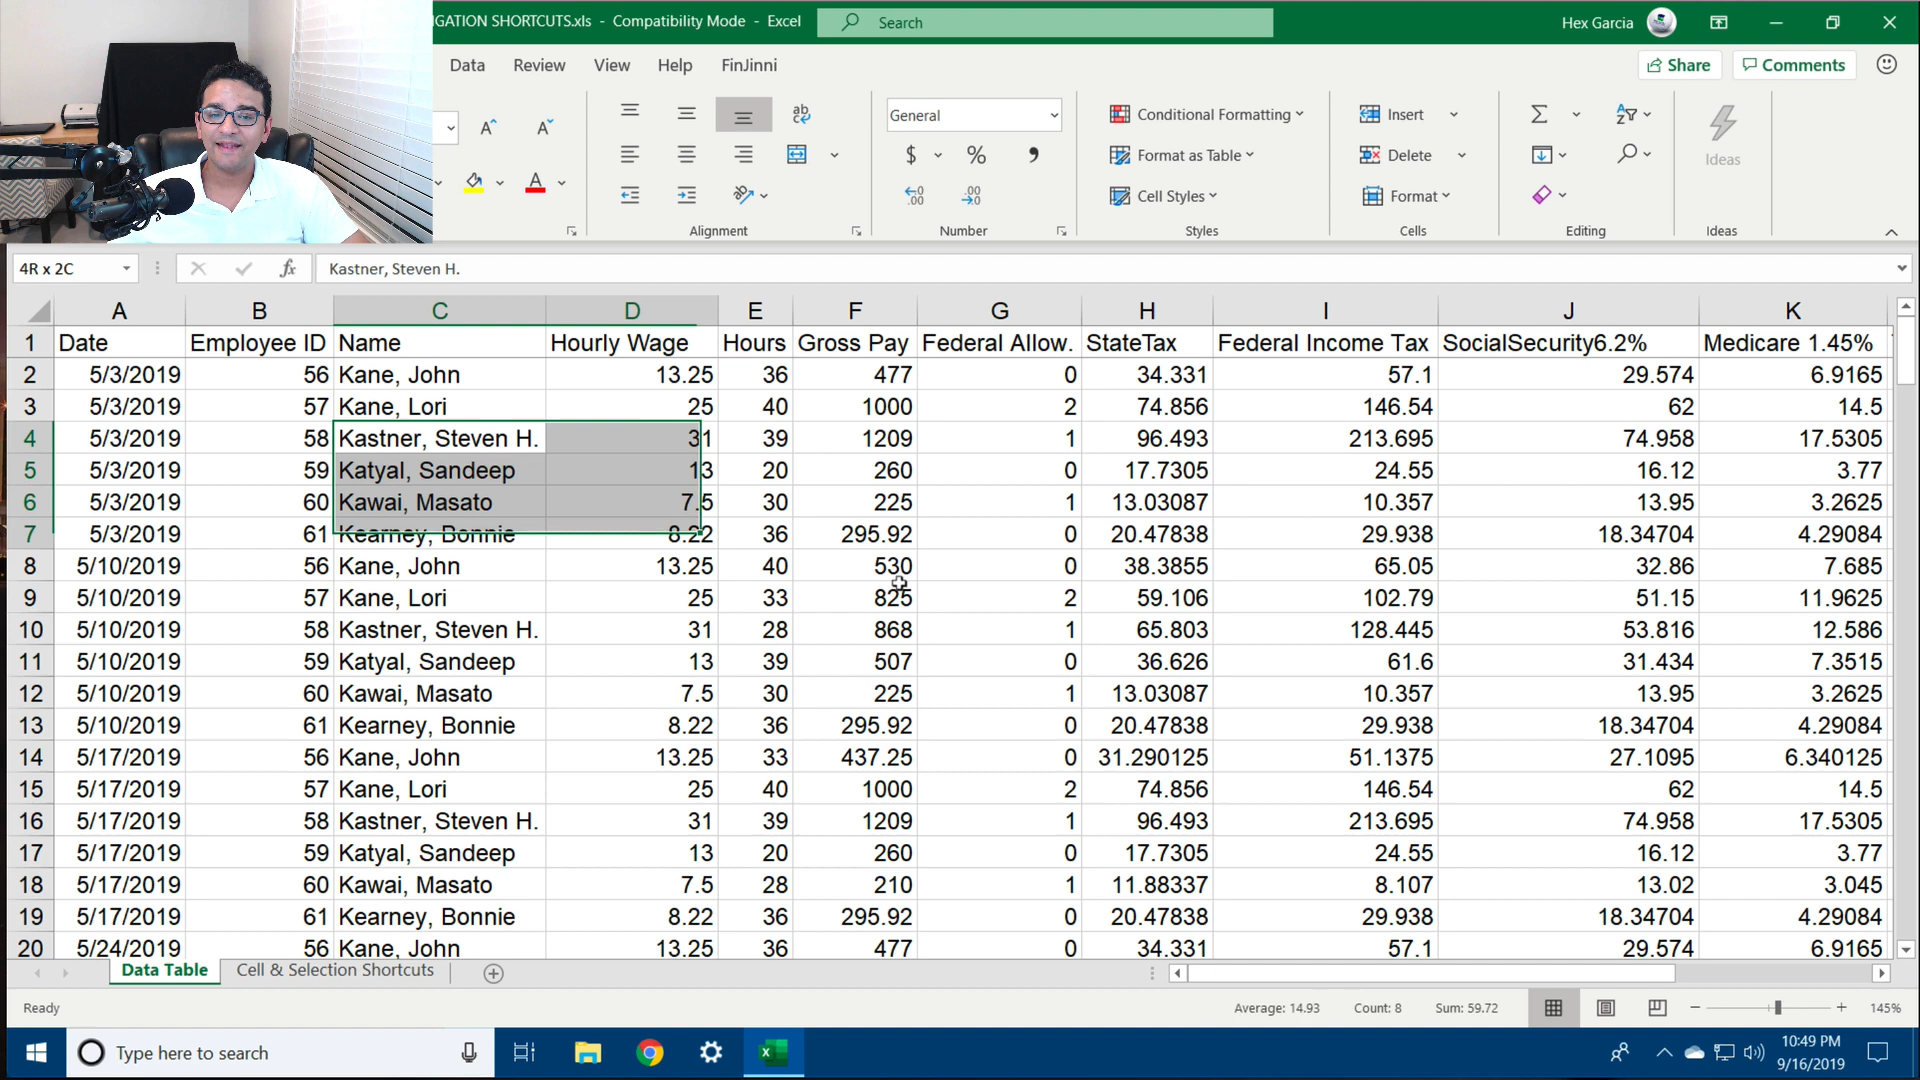 IGATION SHORTCUTS.xls - Compatibility Mode - Excel
Search
Hex Garcia
Data Review View Help FinJinni
Share Comments
General
Conditional Formatting
Format as Table
Cell Styles
Insert
Delete
Format
Ideas
Alignment Number Styles Cells Editing Ideas
4R x 2C fx Kastner, Steven H.
A B C D E F G H I J K
1 Date Employee ID Name Hourly Wage Hours Gross Pay Federal Allow. StateTax Federal Income Tax SocialSecurity6.2% Medicare 1.45%
2 5/3/2019 56 Kane, John 13.25 36 477 0 34.331 57.1 29.574 6.9165
3 5/3/2019 57 Kane, Lori 25 40 1000 2 74.856 146.54 62 14.5
4 5/3/2019 58 Kastner, Steven H. 31 39 1209 1 96.493 213.695 74.958 17.5305
5 5/3/2019 59 Katyal, Sandeep 13 20 260 0 17.7305 24.55 16.12 3.77
6 5/3/2019 60 Kawai, Masato 7.5 30 225 1 13.03087 10.357 13.95 3.2625
7 5/3/2019 61 Kearney, Bonnie 8.22 36 295.92 0 20.47838 29.938 18.34704 4.29084
8 5/10/2019 56 Kane, John 13.25 40 530 0 38.3855 65.05 32.86 7.685
9 5/10/2019 57 Kane, Lori 25 33 825 2 59.106 102.79 51.15 11.9625
10 5/10/2019 58 Kastner, Steven H. 31 28 868 1 65.803 128.445 53.816 12.586
11 5/10/2019 59 Katyal, Sandeep 13 39 507 0 36.626 61.6 31.434 7.3515
12 5/10/2019 60 Kawai, Masato 7.5 30 225 1 13.03087 10.357 13.95 3.2625
13 5/10/2019 61 Kearney, Bonnie 8.22 36 295.92 0 20.47838 29.938 18.34704 4.29084
14 5/17/2019 56 Kane, John 13.25 33 437.25 0 31.290125 51.1375 27.1095 6.340125
15 5/17/2019 57 Kane, Lori 25 40 1000 2 74.856 146.54 62 14.5
16 5/17/2019 58 Kastner, Steven H. 31 39 1209 1 96.493 213.695 74.958 17.5305
17 5/17/2019 59 Katyal, Sandeep 13 20 260 0 17.7305 24.55 16.12 3.77
18 5/17/2019 60 Kawai, Masato 7.5 28 210 1 11.88337 8.107 13.02 3.045
19 5/17/2019 61 Kearney, Bonnie 8.22 36 295.92 0 20.47838 29.938 18.34704 4.29084
20 5/24/2019 56 Kane, John 13.25 36 477 0 34.331 57.1 29.574 6.9165
Data Table Cell & Selection Shortcuts
Ready Average: 14.93 Count: 8 Sum: 59.72 145%
Type here to search
10:49 PM
9/16/2019